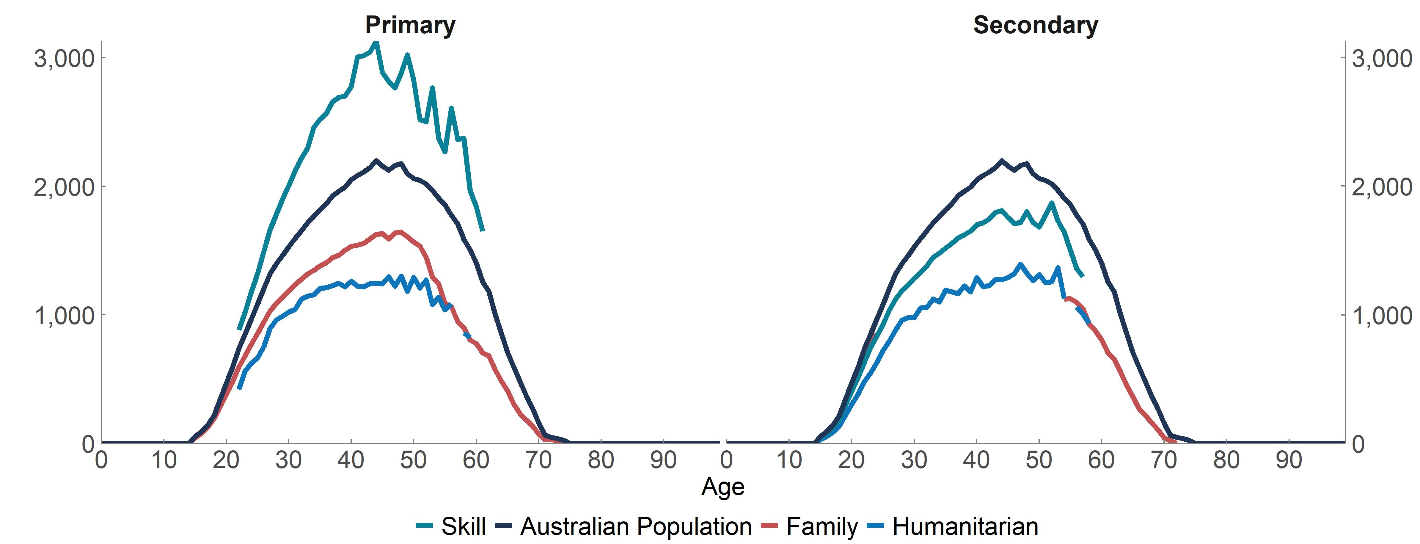 Primary Secondary
3,000 3,000
2,000 2,000
1,000 1,000
0 0
0 10 20 30 40 50 60 70 80 90 0 10 20 30 40 50 60 70 80 90
Age
Skill Australian Population Family Humanitarian